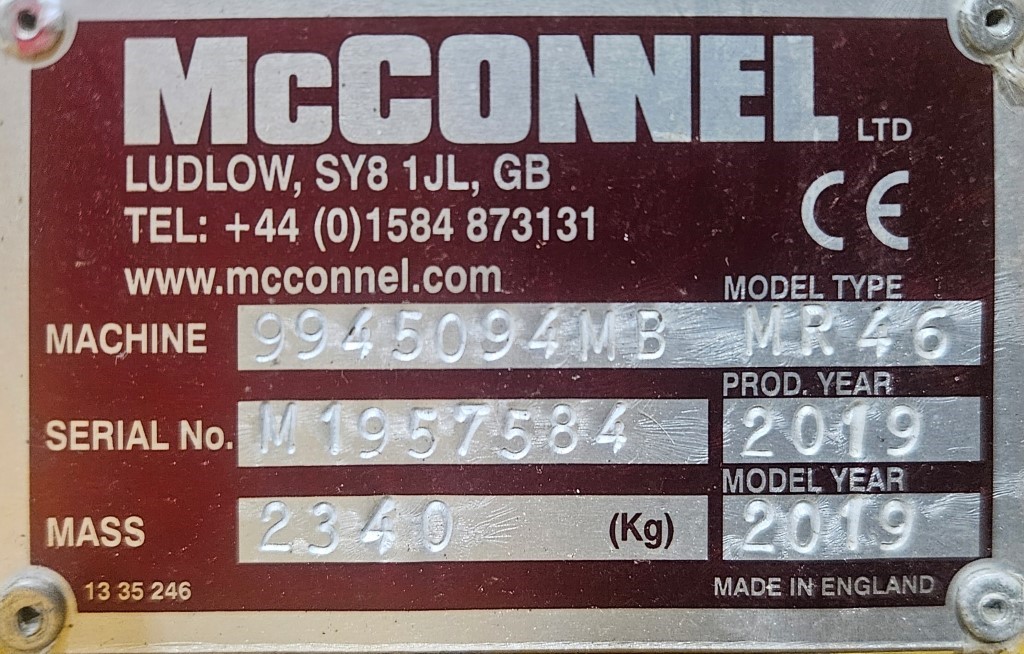 McCONNEL LTD
LUDLOW, SY8 1JL, GB
TEL: +44 (0)1584 873131
CE
www.mcconnel.com
MODEL TYPE
MACHINE 9945094MB MR46
PROD. YEAR
SERIAL No. M1957584 2019
MODEL YEAR
MASS 2340 (Kg) 2019
13 35 246 MADE IN ENGLAND